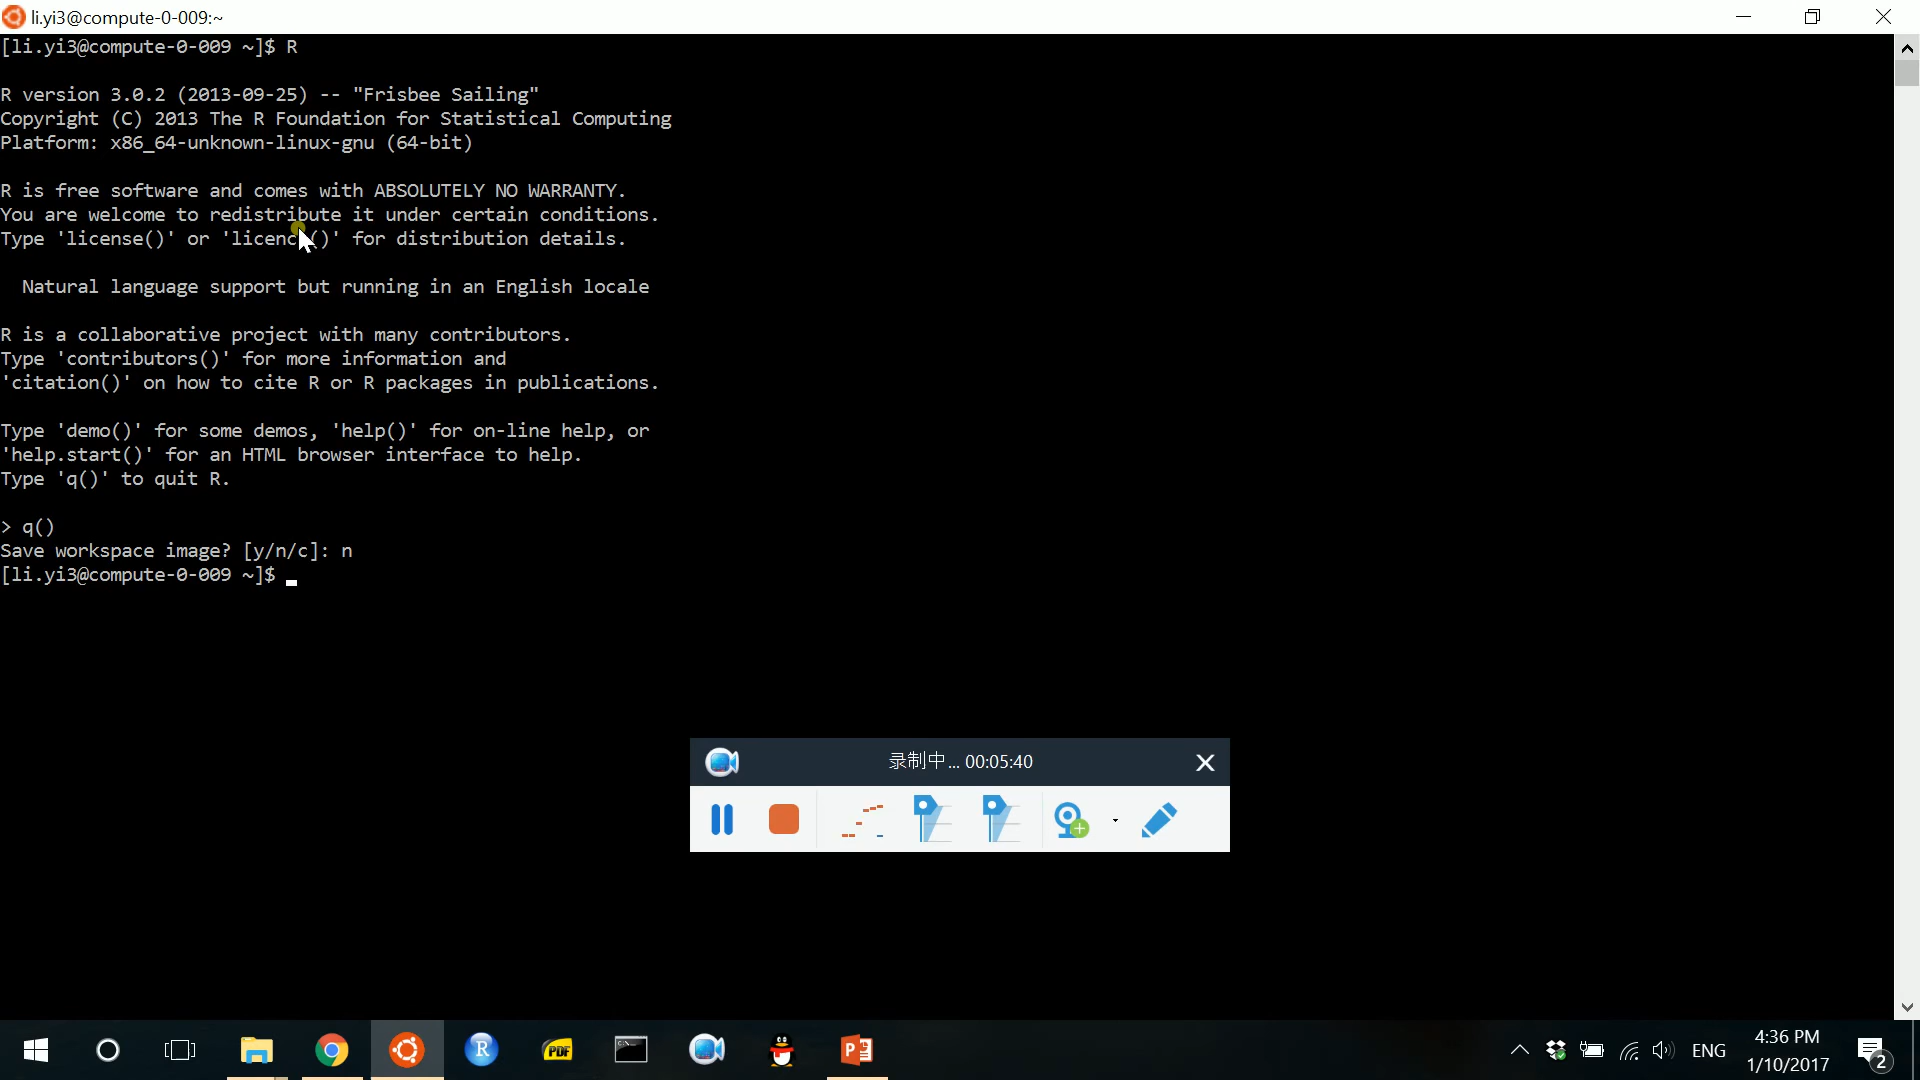 li.yi3@compute-0-009:~
[li.yi3@compute-0-009 ~]$ R
R version 3.0.2 (2013-09-25) -- "Frisbee Sailing"
Copyright (C) 2013 The R Foundation for Statistical Computing
Platform: x86_64-unknown-linux-gnu (64-bit)
R is free software and comes with ABSOLUTELY NO WARRANTY.
You are welcome to redistribute it under certain conditions.
Type 'license()' or 'licence()' for distribution details.
Natural language support but running in an English locale
R is a collaborative project with many contributors.
Type 'contributors()' for more information and
'citation()' on how to cite R or R packages in publications.
Type 'demo()' for some demos, 'help()' for on-line help, or
'help.start()' for an HTML browser interface to help.
Type 'q()' to quit R.
> q()
Save workspace image? [y/n/c]: n
[li.yi3@compute-0-009 ~]$
录制中... 00:05:40
R
PDF
C:\
P
ENG
4:36 PM
1/10/2017
2